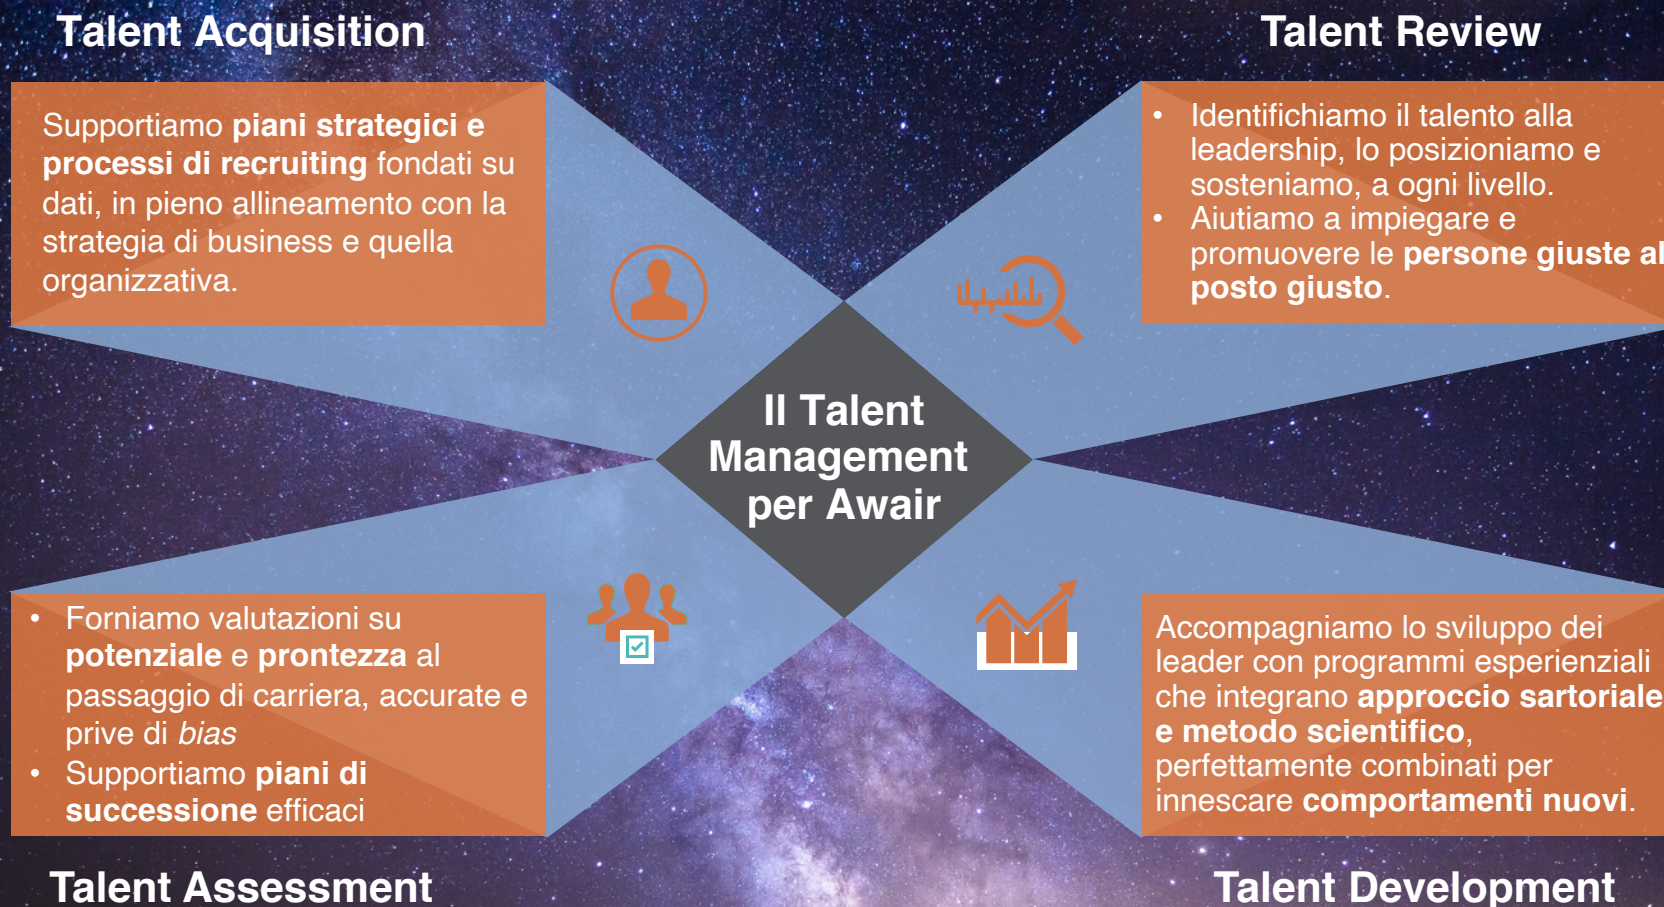 Talent Acquisition
Supportiamo piani strategici e
processi di recruiting fondati su
dati, in pieno allineamento con la
strategia di business e quella
organizzativa.
Talent Review
• Identifichiamo il talento alla
leadership, lo posizioniamo e
sosteniamo, a ogni livello.
• Aiutiamo a impiegare e
promuovere le persone giuste al
posto giusto.
Il Talent
Management
per Awair
• Forniamo valutazioni su
potenziale e prontezza al
passaggio di carriera, accurate e
prive di bias
• Supportiamo piani di
successione efficaci
Talent Assessment
Accompagniamo lo sviluppo dei
leader con programmi esperienziali
che integrano approccio sartoriale
e metodo scientifico,
perfettamente combinati per
innescare comportamenti nuovi.
Talent Development